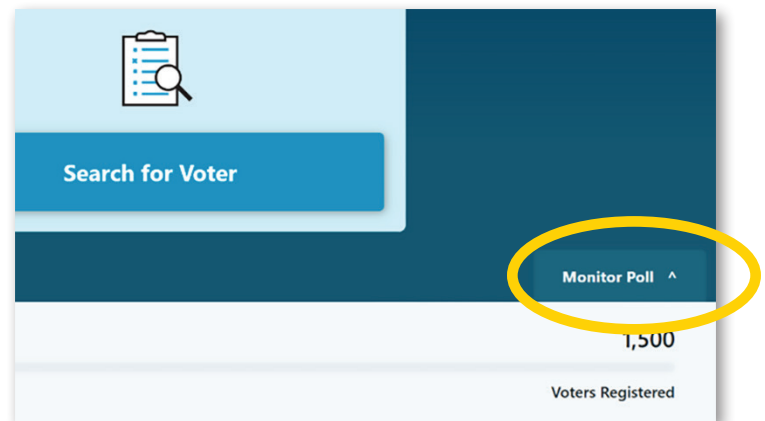 Search for Voter
Monitor Poll ^
1,500
Voters Registered